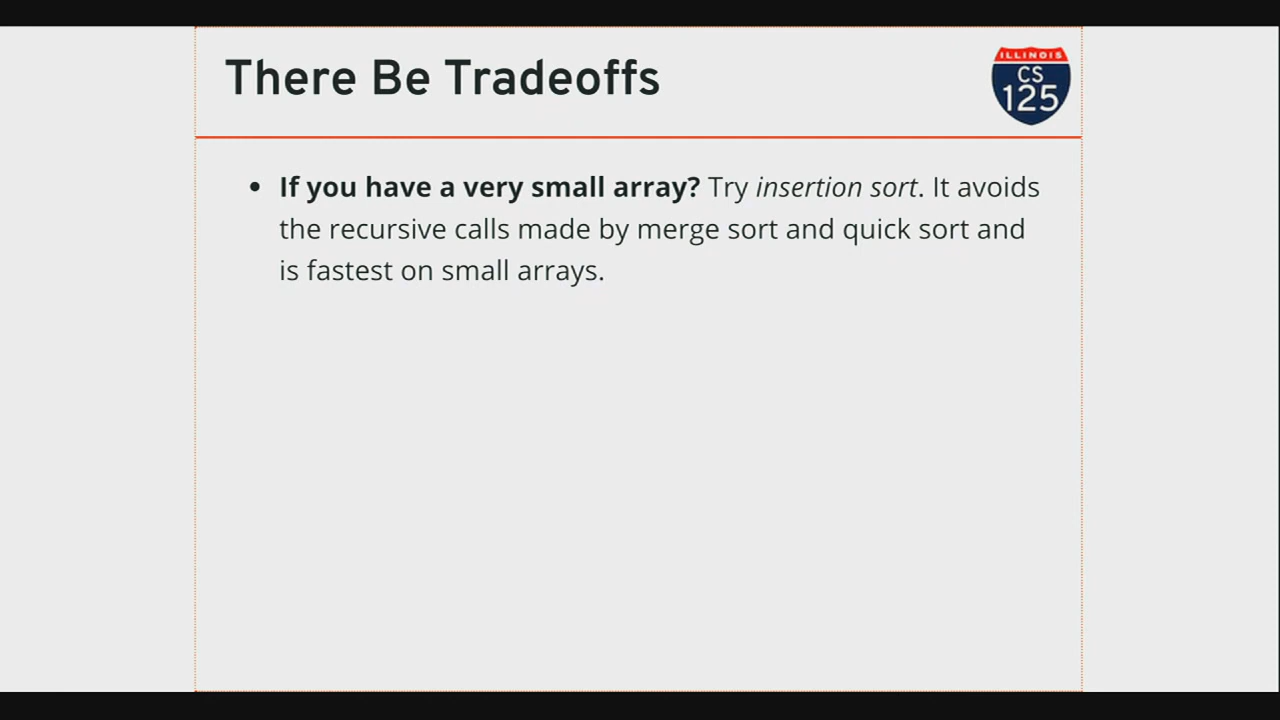 There Be Tradeoffs
ILLINOIS
CS
125
• If you have a very small array? Try insertion sort. It avoids
the recursive calls made by merge sort and quick sort and
is fastest on small arrays.